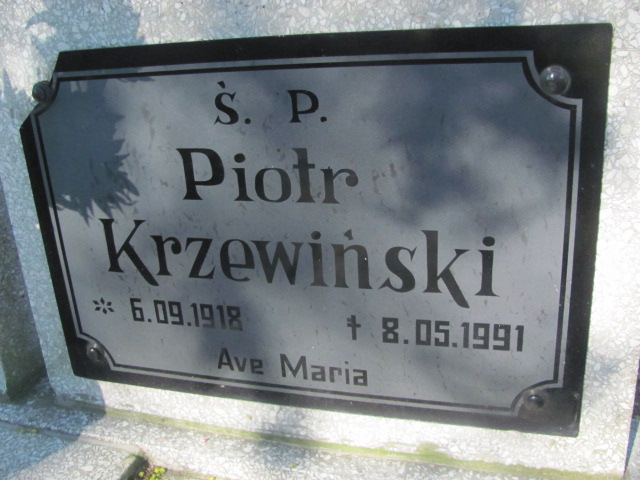 Ś. P.
Piotr
Krzewiński
* 6.09.1918 † 8.05.1991
Ave Maria